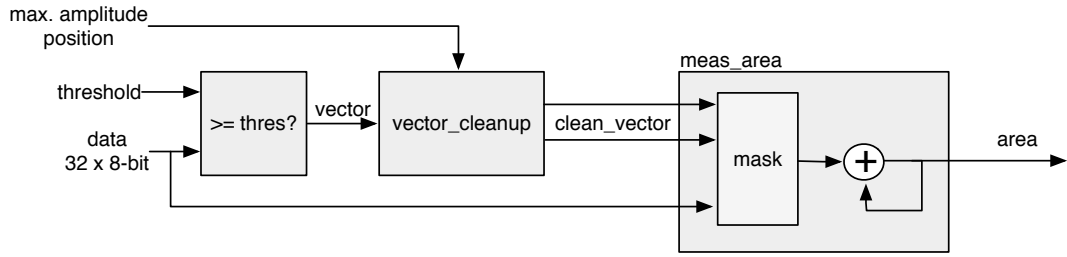 max. amplitude
position
meas_area
threshold
>= thres?
vector
vector_cleanup
clean_vector
mask
+
area
data
32 x 8-bit